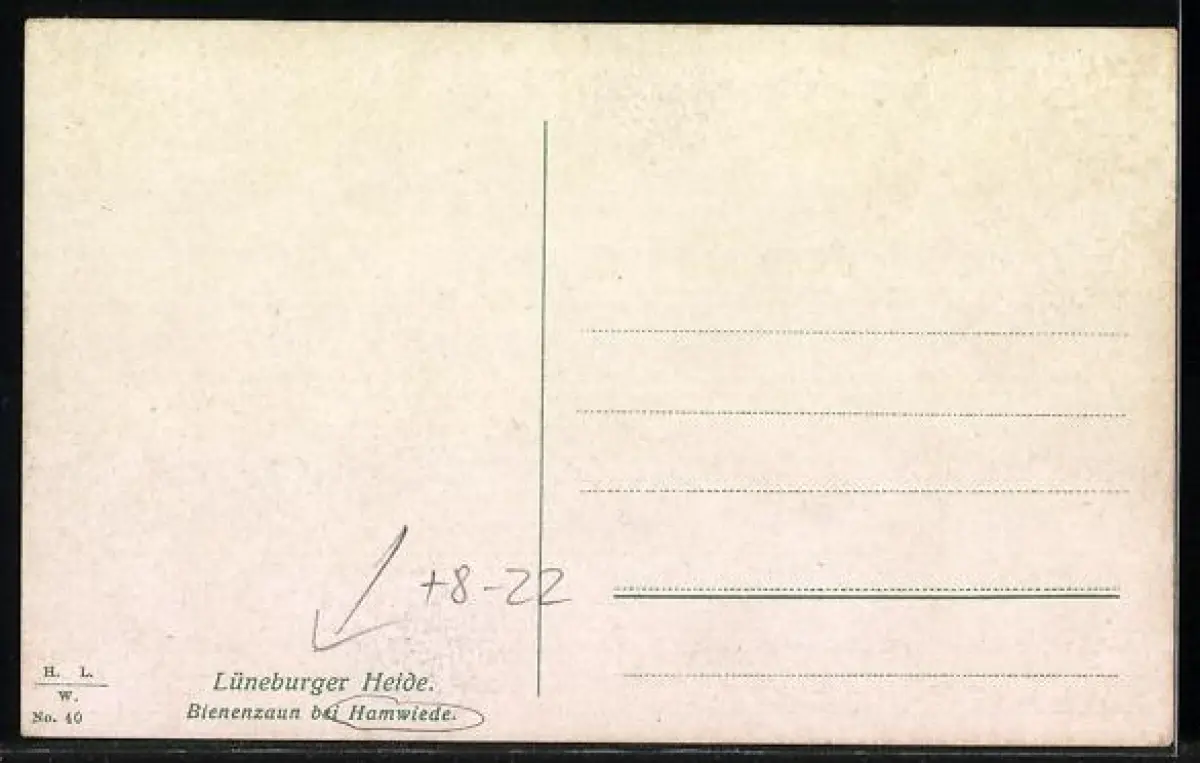 +8-22
H. L.
W.
No. 40
Lüneburger Heide.
Bienenzaun bei Hamwiede.